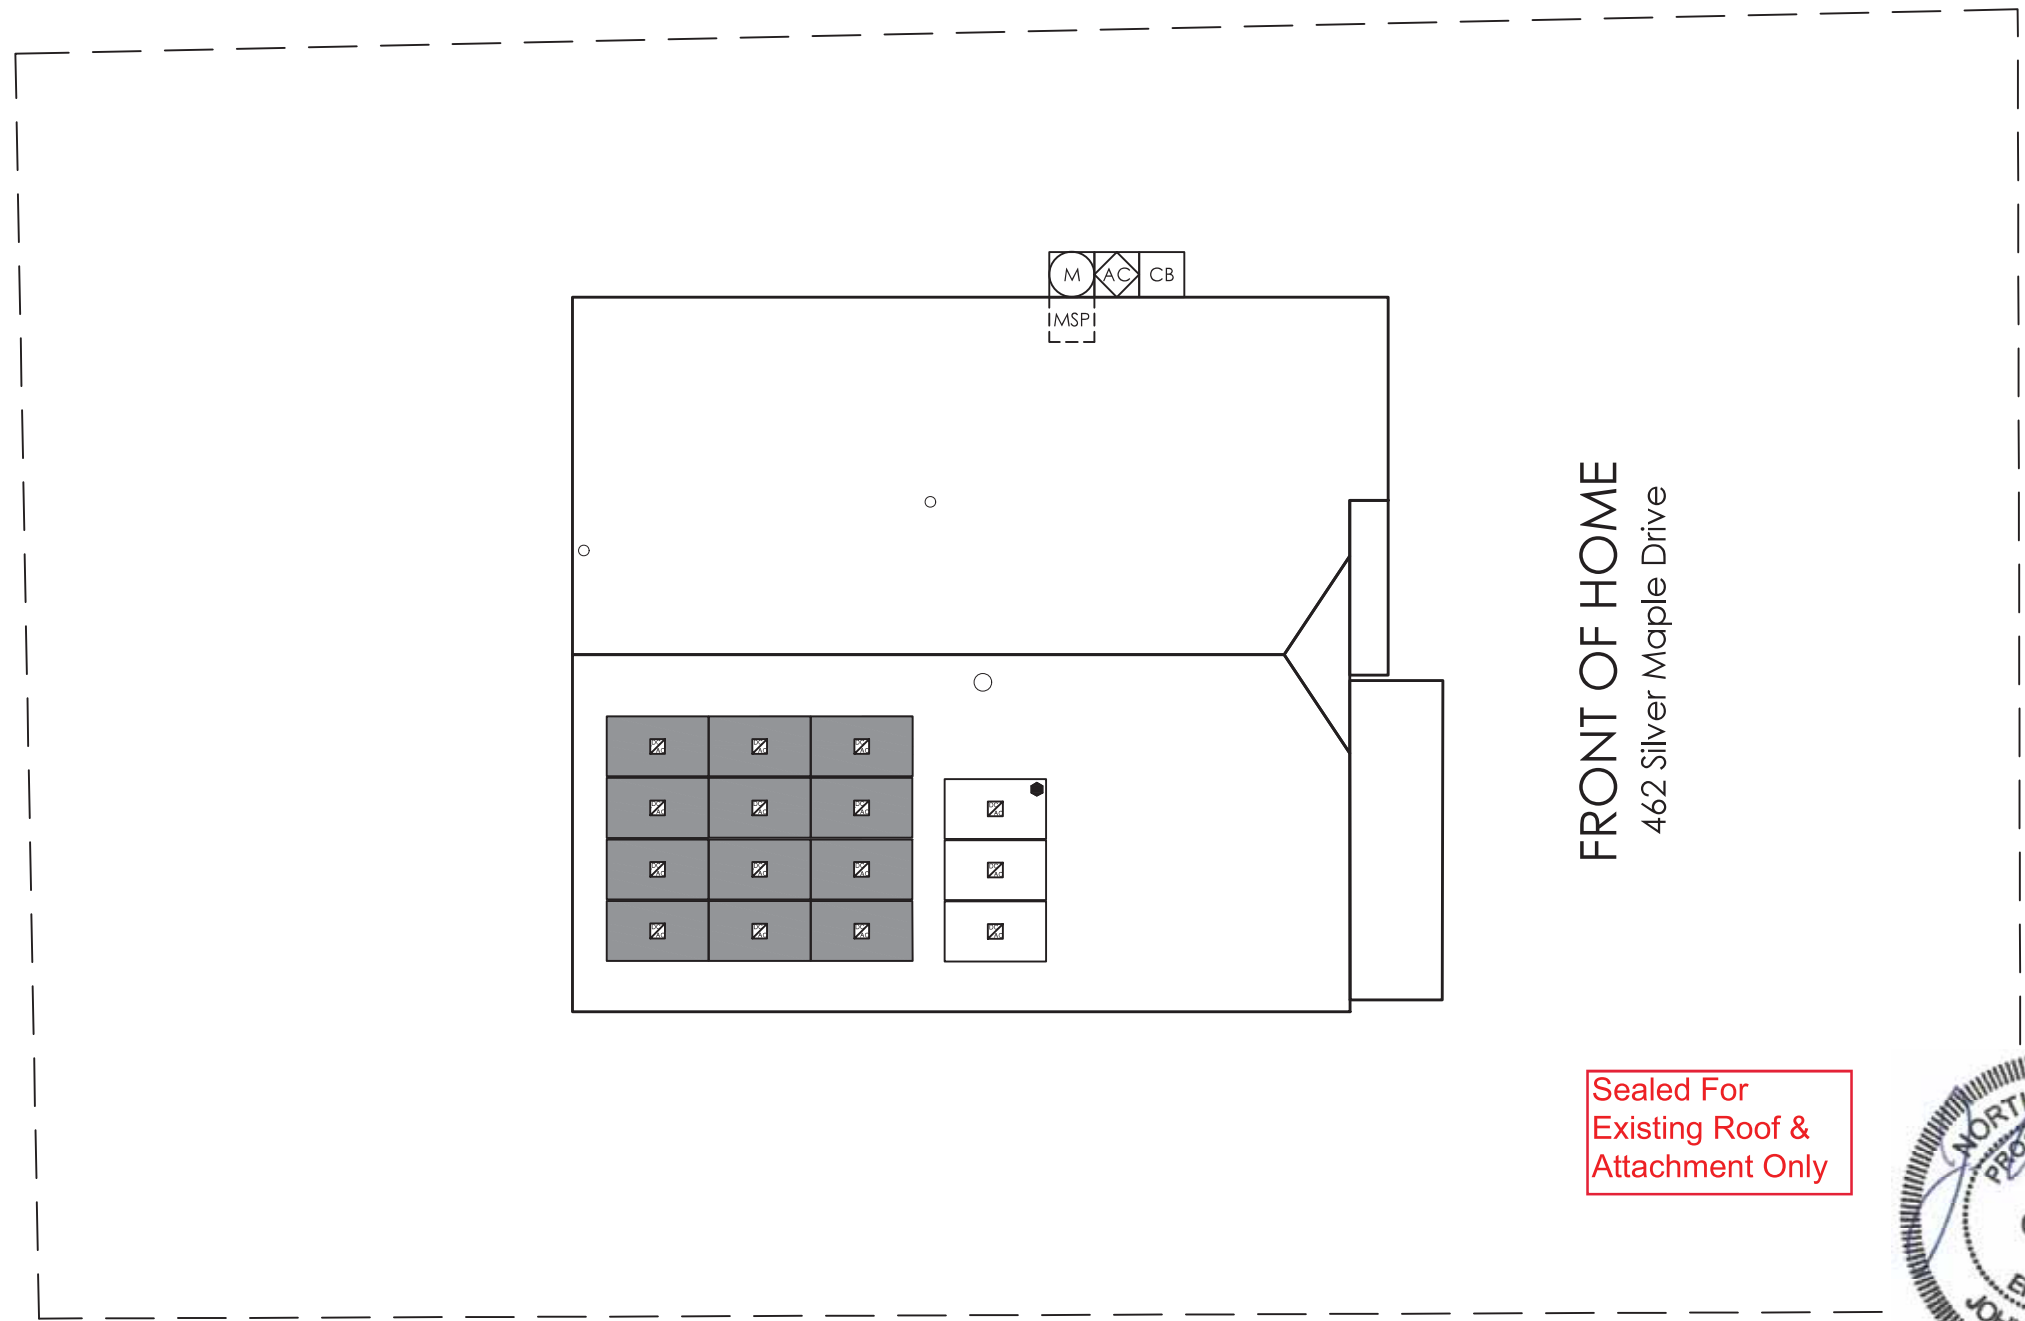 M AC CB
MSP
FRONT OF HOME
462 Silver Maple Drive
Sealed For
Existing Roof &
Attachment Only